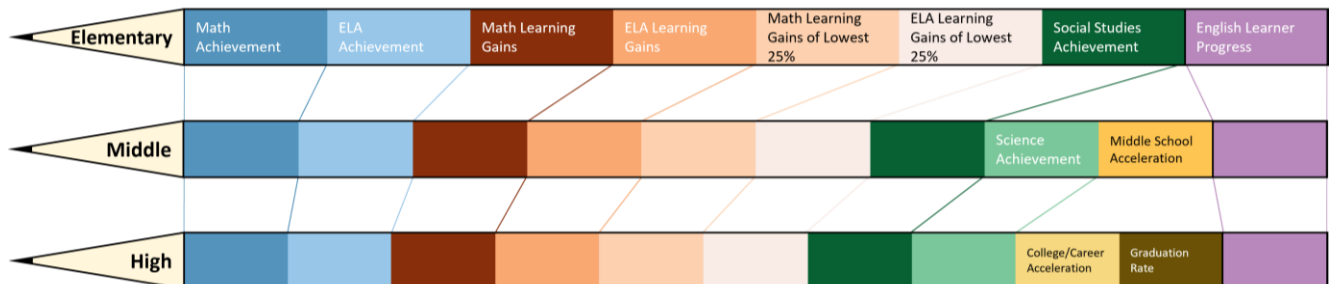 Elementary
Math
Achievement
ELA
Achievement
Math Learning
Gains
ELA Learning
Gains
Math Learning
Gains of Lowest
25%
ELA Learning
Gains of Lowest
25%
Social Studies
Achievement
English Learner
Progress
Middle
Science
Achievement
Middle School
Acceleration
High
College/Career
Acceleration
Graduation
Rate